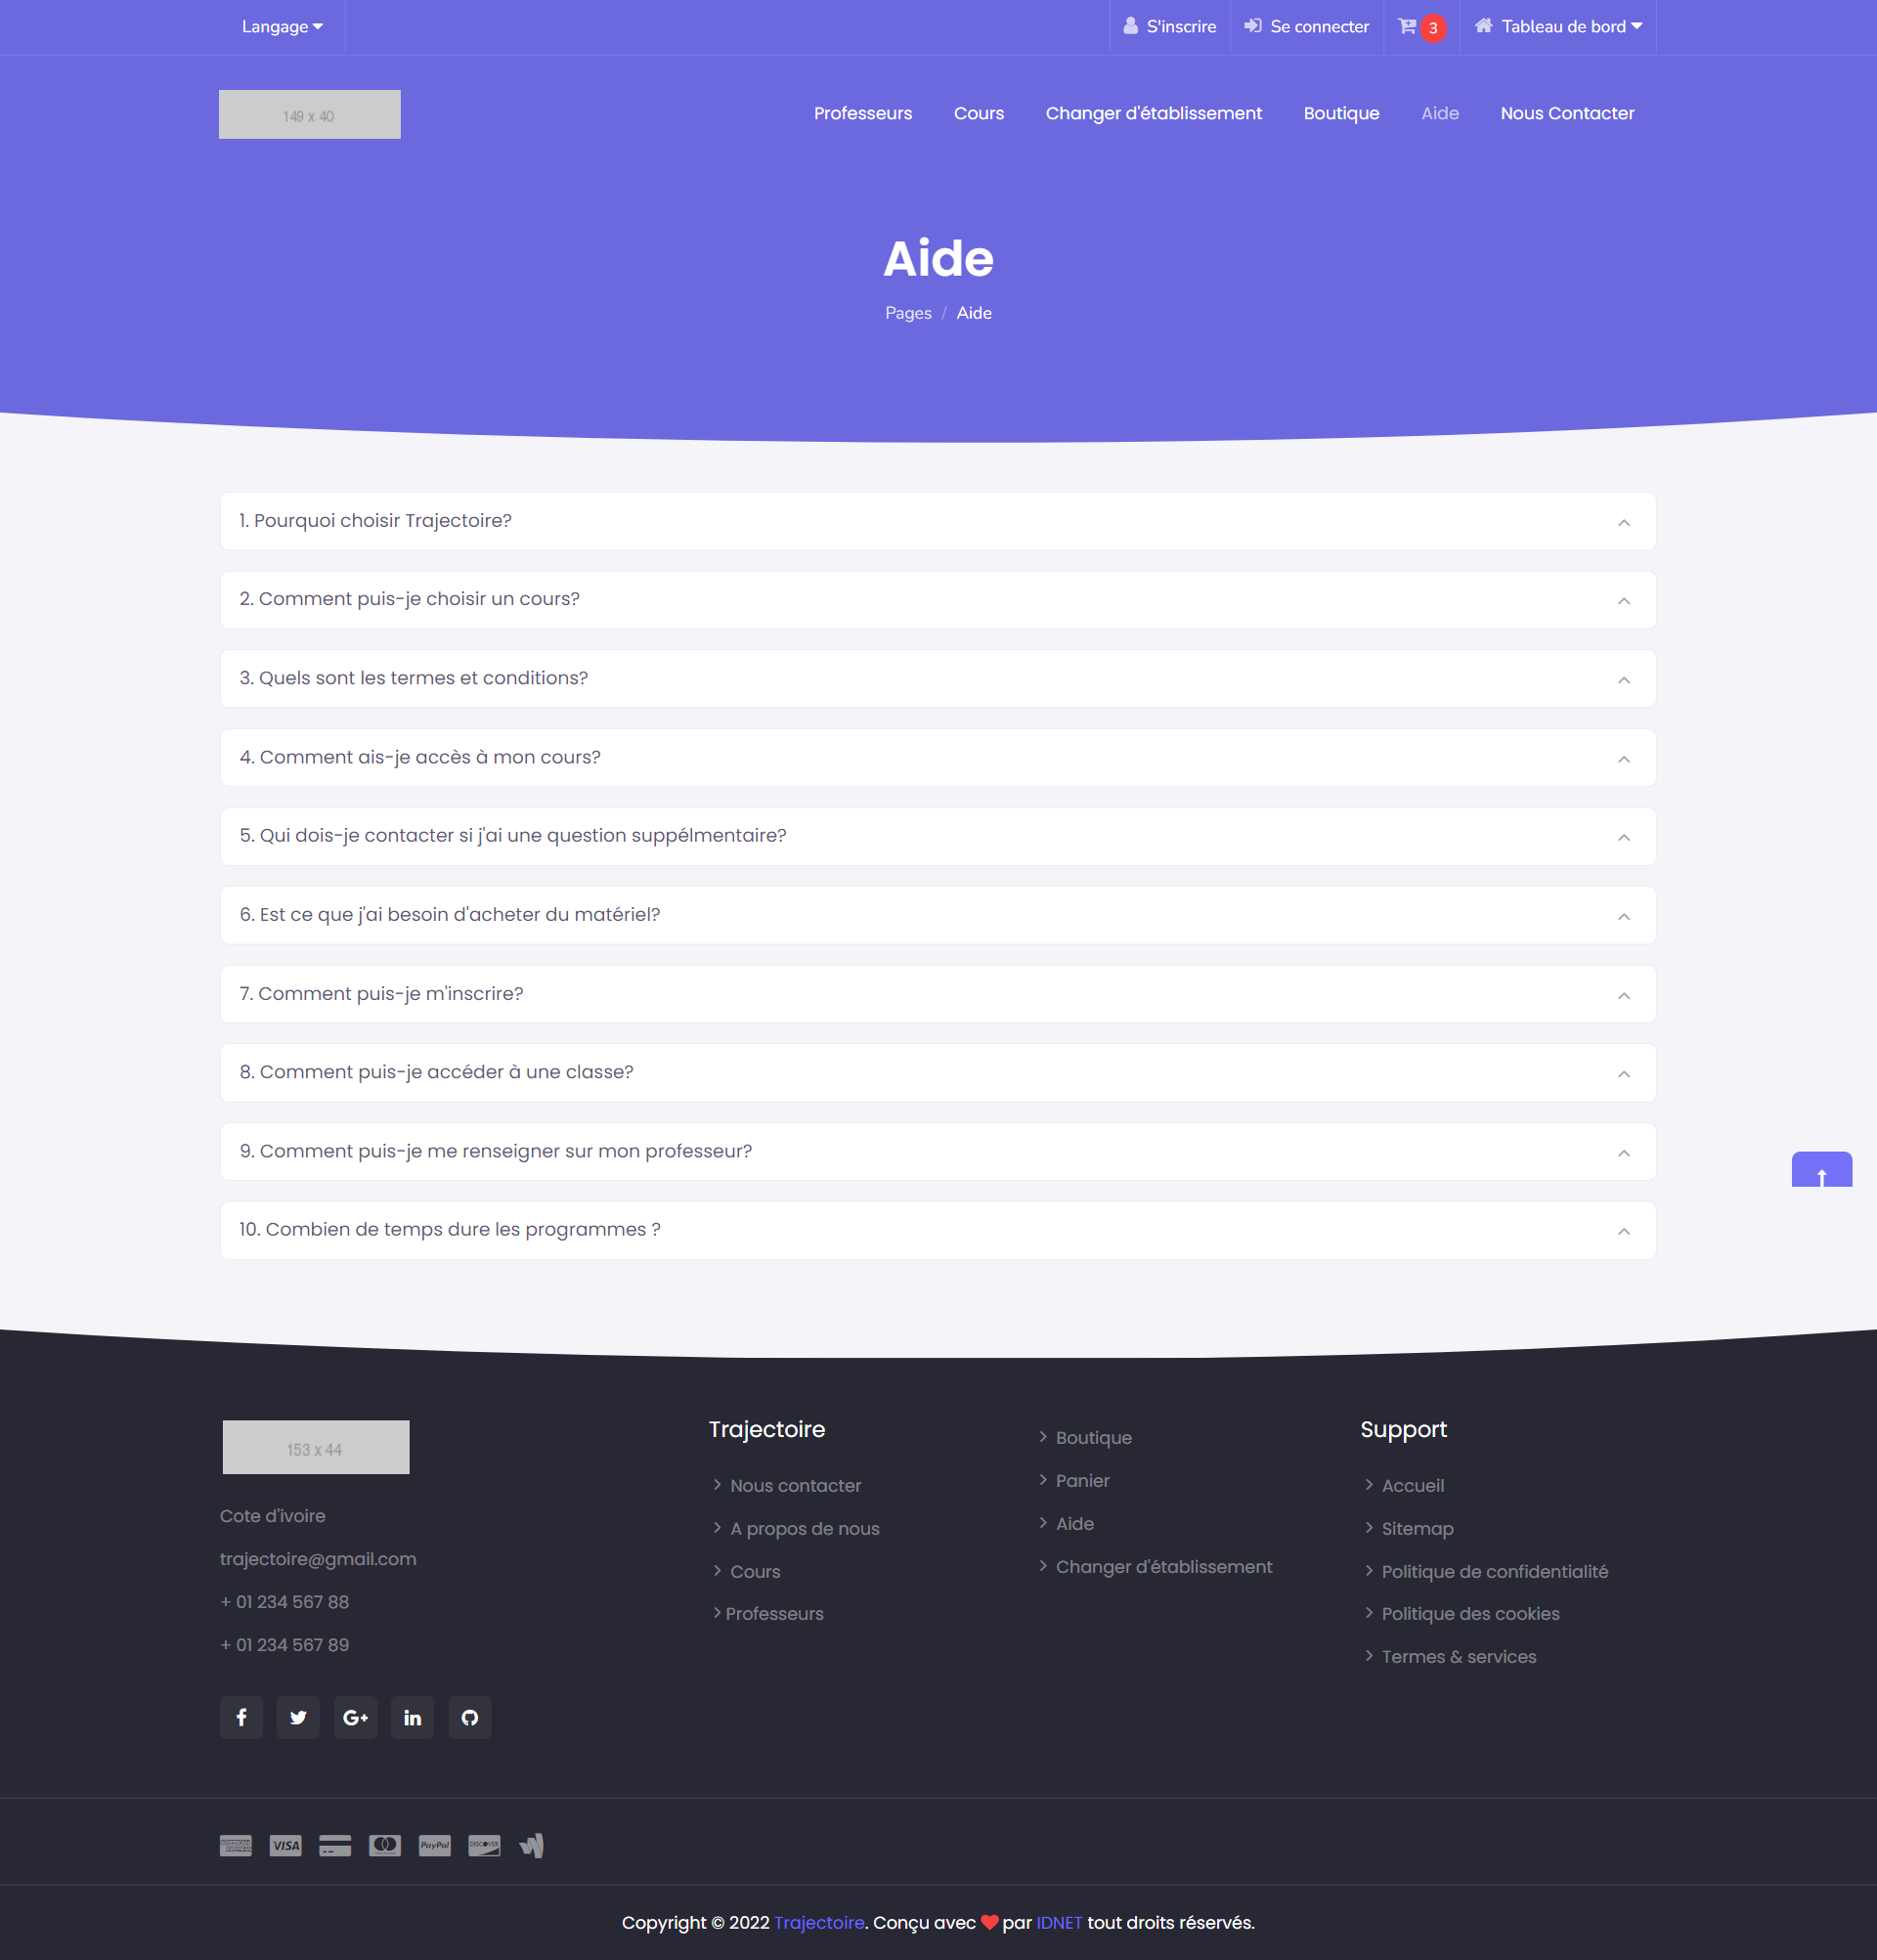 Langage
S'inscrire
Se connecter
3
Tableau de bord
149 x 40
Professeurs
Cours
Changer d'établissement
Boutique
Aide
Nous Contacter
Aide
Pages / Aide
1. Pourquoi choisir Trajectoire?
2. Comment puis-je choisir un cours?
3. Quels sont les termes et conditions?
4. Comment ais-je accès à mon cours?
5. Qui dois-je contacter si j'ai une question suppélmentaire?
6. Est ce que j'ai besoin d'acheter du matériel?
7. Comment puis-je m'inscrire?
8. Comment puis-je accéder à une classe?
9. Comment puis-je me renseigner sur mon professeur?
10. Combien de temps dure les programmes ?
153 x 44
Cote d'ivoire
trajectoire@gmail.com
+ 01 234 567 88
+ 01 234 567 89
Trajectoire
Nous contacter
A propos de nous
Cours
Professeurs
Boutique
Panier
Aide
Changer d'établissement
Support
Accueil
Sitemap
Politique de confidentialité
Politique des cookies
Termes & services
VISA
PayPal
DISCOVER
Copyright © 2022 Trajectoire. Conçu avec par IDNET tout droits réservés.